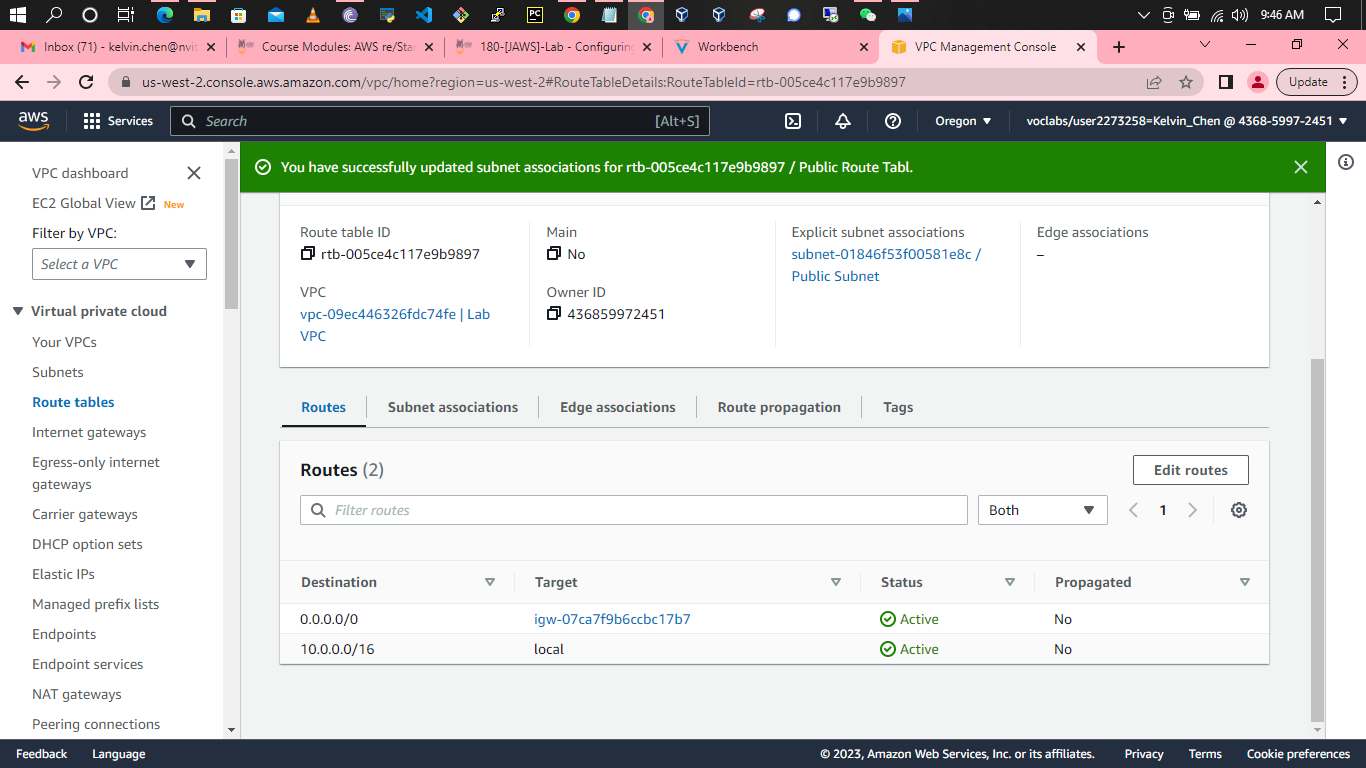 9:46 AM
Inbox (71) - kelvin.chen@nvit
Course Modules: AWS re/Sta
180-[JAWS]-Lab - Configuring
Workbench
VPC Management Console
us-west-2.console.aws.amazon.com/vpc/home?region=us-west-2#RouteTableDetails:RouteTableId=rtb-005ce4c117e9b9897
Update
aws
Services
Search
[Alt+S]
Oregon
voclabs/user2273258=Kelvin_Chen @ 4368-5997-2451
VPC dashboard
EC2 Global View
New
Filter by VPC:
Select a VPC
Virtual private cloud
Your VPCs
Subnets
Route tables
Internet gateways
Egress-only internet
gateways
Carrier gateways
DHCP option sets
Elastic IPs
Managed prefix lists
Endpoints
Endpoint services
NAT gateways
Peering connections
You have successfully updated subnet associations for rtb-005ce4c117e9b9897 / Public Route Tabl.
Route table ID
rtb-005ce4c117e9b9897
VPC
vpc-09ec446326fdc74fe | Lab
VPC
Main
No
Owner ID
436859972451
Explicit subnet associations
subnet-01846f53f00581e8c /
Public Subnet
Edge associations
–
Routes
Subnet associations
Edge associations
Route propagation
Tags
Routes (2)
Edit routes
Filter routes
Both
1
Destination Target Status Propagated
0.0.0.0/0 igw-07ca7f9b6ccbc17b7 Active No
10.0.0.0/16 local Active No
Feedback
Language
© 2023, Amazon Web Services, Inc. or its affiliates.
Privacy
Terms
Cookie preferences